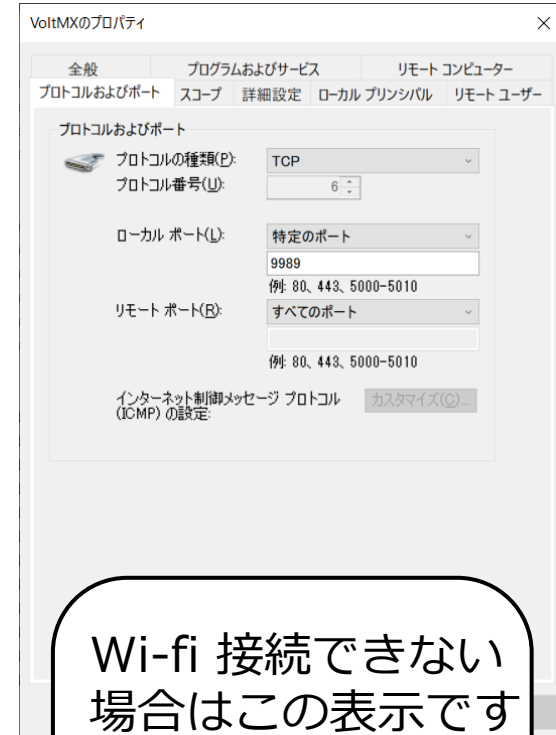 VoltMXのプロパティ
全般 プログラムおよびサービス リモート コンピューター
プロトコルおよびポート スコープ 詳細設定 ローカル プリンシパル リモート ユーザー
プロトコルおよびポート
プロトコルの種類(P): TCP
プロトコル番号(U): 6
ローカル ポート(L): 特定のポート
9989
例: 80、443、5000-5010
リモート ポート(R): すべてのポート
例: 80、443、5000-5010
インターネット制御メッセージ プロトコル カスタマイズ(C)...
(ICMP) の設定:
Wi-fi 接続できない
場合はこの表示です